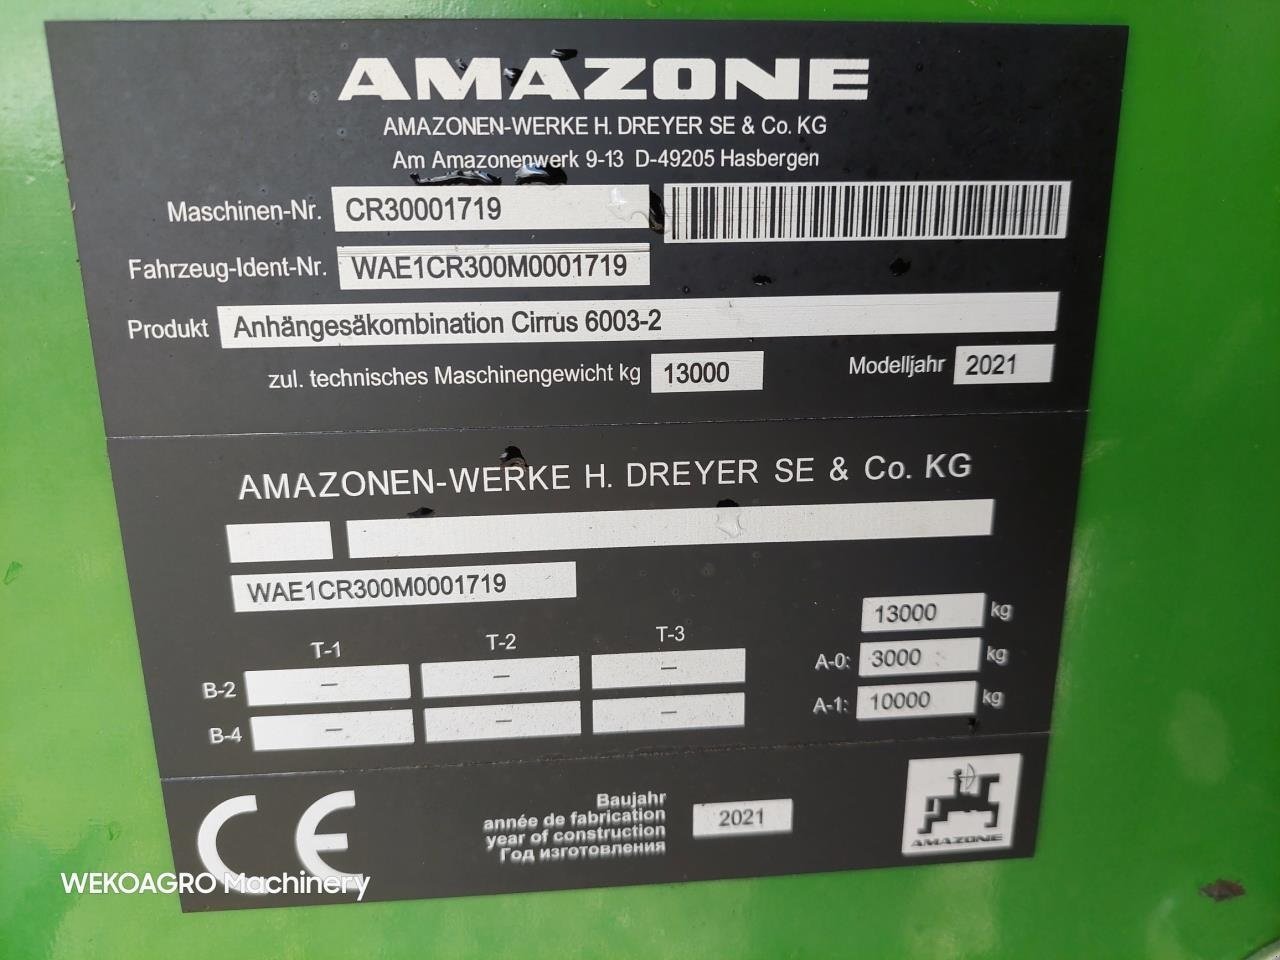 AMAZONE
AMAZONEN-WERKE H. DREYER SE & Co. KG
Am Amazonenwerk 9-13 D-49205 Hasbergen
Maschinen-Nr. CR30001719
Fahrzeug-Ident-Nr. WAE1CR300M0001719
Produkt Anhängesäkombination Cirrus 6003-2
zul. technisches Maschinengewicht kg 13000 Modelljahr 2021
AMAZONEN-WERKE H. DREYER SE & Co. KG
WAE1CR300M0001719
13000 kg
T-1 T-2 T-3
A-0: 3000 kg
B-2 – – –
A-1: 10000 kg
B-4 – – –
CE
Baujahr
année de fabrication
year of construction
Год изготовления
2021
AMAZONE
WEKOAGRO Machinery